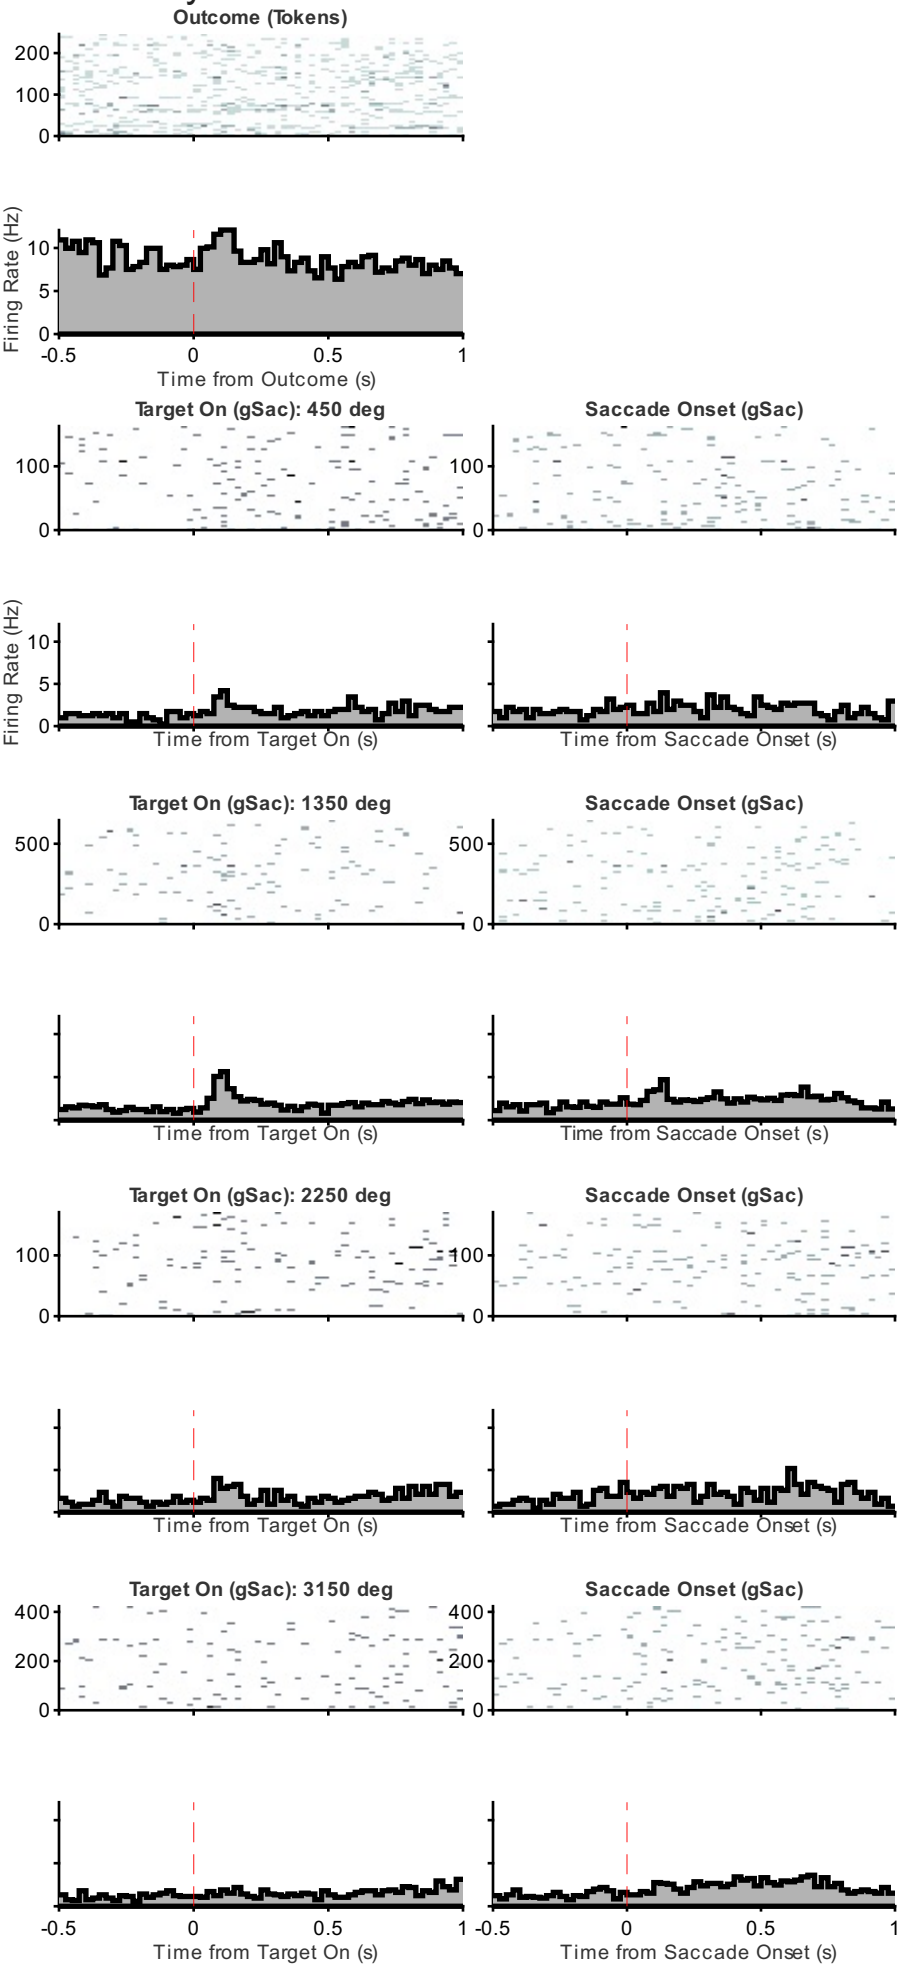 Outcome (Tokens)
200
100
0
Firing Rate (Hz)
10
5
0
-0.5 0 0.5 1
Time from Outcome (s)
Target On (gSac): 450 deg Saccade Onset (gSac)
100 100
0 0
Firing Rate (Hz)
10
5
0
Time from Target On (s) Time from Saccade Onset (s)
Target On (gSac): 1350 deg Saccade Onset (gSac)
500 500
0 0
Time from Target On (s) Time from Saccade Onset (s)
Target On (gSac): 2250 deg Saccade Onset (gSac)
100 100
0 0
Time from Target On (s) Time from Saccade Onset (s)
Target On (gSac): 3150 deg Saccade Onset (gSac)
400 400
200 200
0 0
-0.5 0 0.5 1 -0.5 0 0.5 1
Time from Target On (s) Time from Saccade Onset (s)